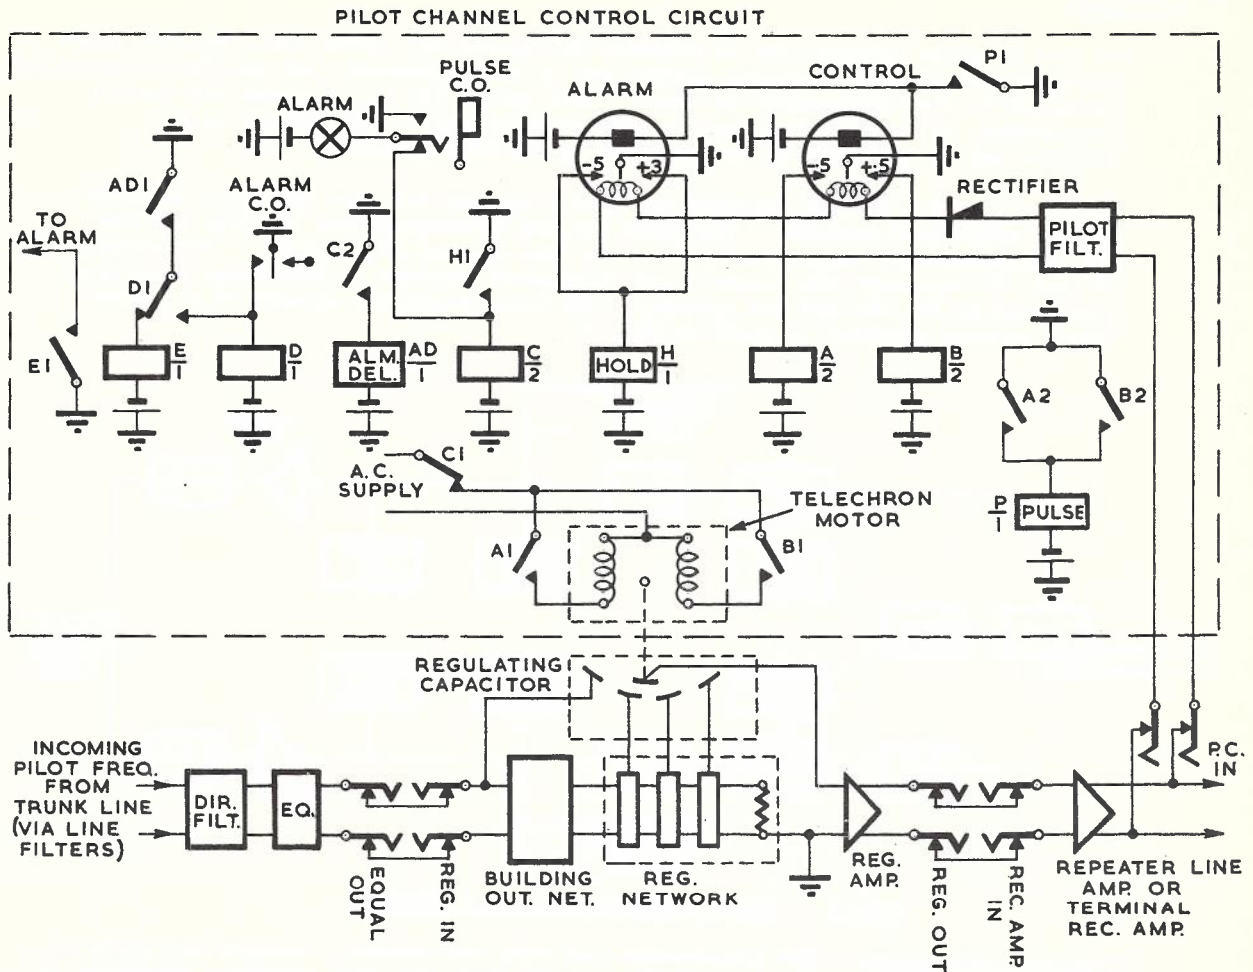 PILOT CHANNEL CONTROL CIRCUIT
PULSE
C.O.
ALARM
ALARM
CONTROL
P1
-5
+3
-.5
+.5
AD1
ALARM
C.O.
TO
ALARM
C2
H1
RECTIFIER
PILOT
FILT.
D1
E1
E/1
D/1
ALM.
DEL.
AD/1
C/2
HOLD
H/1
A/2
B/2
A2
B2
C1
A.C.
SUPPLY
TELECHRON
MOTOR
P/1
PULSE
A1
B1
REGULATING
CAPACITOR
INCOMING
PILOT FREQ.
FROM
TRUNK LINE
(VIA LINE
FILTERS)
DIR.
FILT.
EQ.
P.C.
IN
EQUAL
OUT
REG. IN
BUILDING
OUT. NET.
REG.
NETWORK
REG.
AMP.
REG. OUT
REC. AMP.
IN
REPEATER LINE
AMP. OR
TERMINAL
REC. AMP.